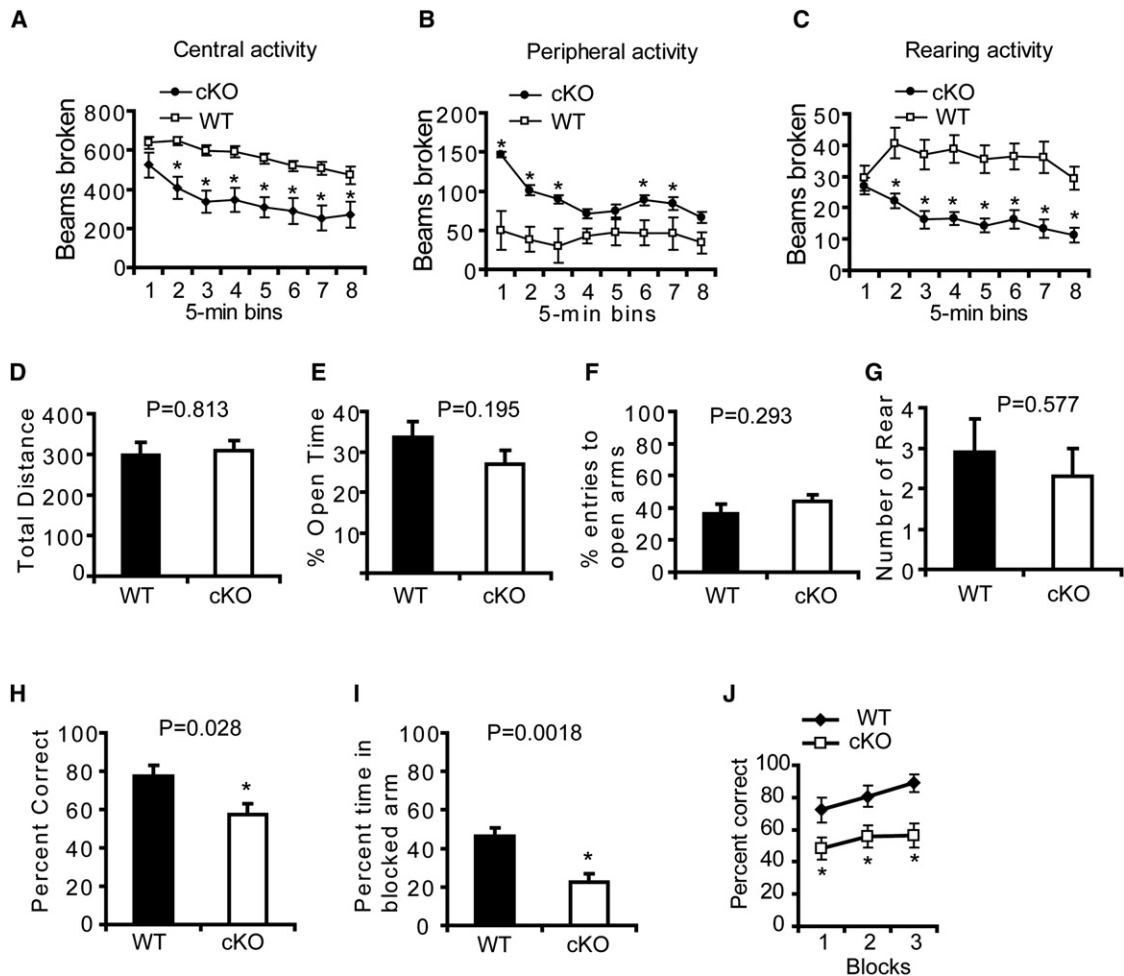 A
Central activity
cKO
WT
Beams broken
800
600
400
200
0
* * * * * * *
1 2 3 4 5 6 7 8
5-min bins
B
Peripheral activity
cKO
WT
Beams broken
200
150
100
50
0
* * * * *
1 2 3 4 5 6 7 8
5-min bins
C
Rearing activity
cKO
WT
Beams broken
50
40
30
20
10
0
* * * * * * *
1 2 3 4 5 6 7 8
5-min bins
D
P=0.813
Total Distance
400
300
200
100
0
WT cKO
E
P=0.195
% Open Time
40
30
20
10
WT cKO
F
P=0.293
% entries to
open arms
100
80
60
40
20
0
WT cKO
G
P=0.577
Number of Rear
4
3
2
1
0
WT cKO
H
P=0.028
Percent Correct
100
80
60
40
20
0
*
WT cKO
I
P=0.0018
Percent time in
blocked arm
100
80
60
40
20
0
*
WT cKO
J
WT
cKO
Percent correct
100
80
60
40
20
0
* * *
1 2 3
Blocks